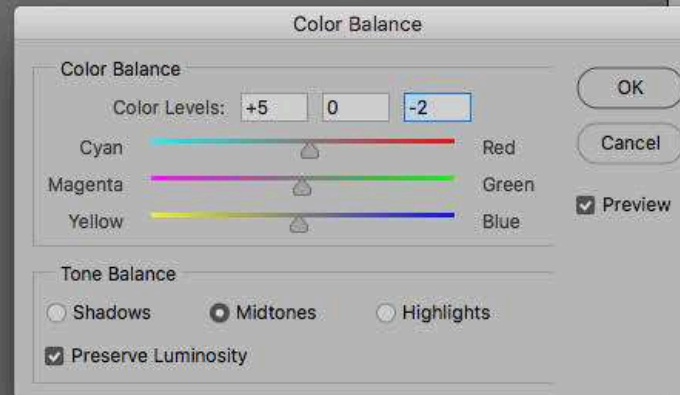 Color Balance
Color Balance
Color Levels: +5 0 -2
OK
Cyan Red
Cancel
Magenta Green
Preview
Yellow Blue
Tone Balance
Shadows Midtones Highlights
Preserve Luminosity